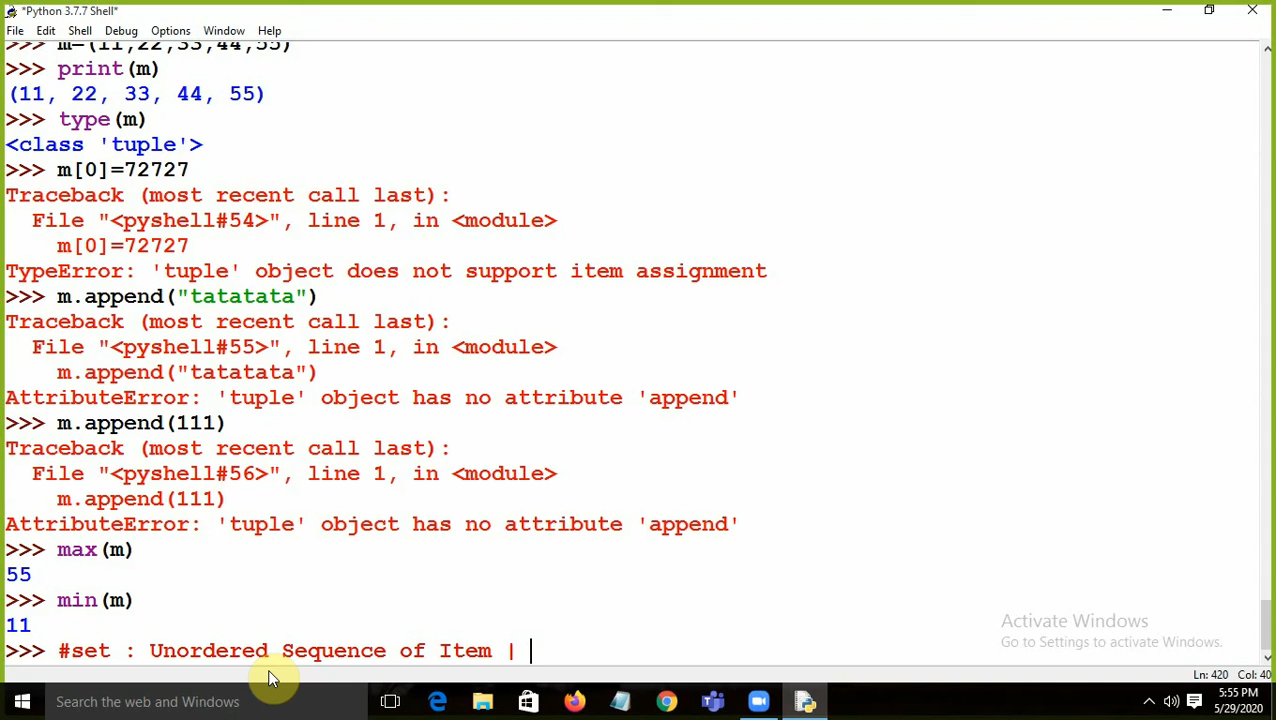 *Python 3.7.7 Shell*
File Edit Shell Debug Options Window Help
>>> m=(11,22,33,44,55)
>>> print(m)
(11, 22, 33, 44, 55)
>>> type(m)
<class 'tuple'>
>>> m[0]=72727
Traceback (most recent call last):
  File "<pyshell#54>", line 1, in <module>
    m[0]=72727
TypeError: 'tuple' object does not support item assignment
>>> m.append("tatatata")
Traceback (most recent call last):
  File "<pyshell#55>", line 1, in <module>
    m.append("tatatata")
AttributeError: 'tuple' object has no attribute 'append'
>>> m.append(111)
Traceback (most recent call last):
  File "<pyshell#56>", line 1, in <module>
    m.append(111)
AttributeError: 'tuple' object has no attribute 'append'
>>> max(m)
55
>>> min(m)
11
>>> #set : Unordered Sequence of Item |
Activate Windows
Go to Settings to activate Windows.
Ln: 420 Col: 40
Search the web and Windows
5:55 PM
5/29/2020